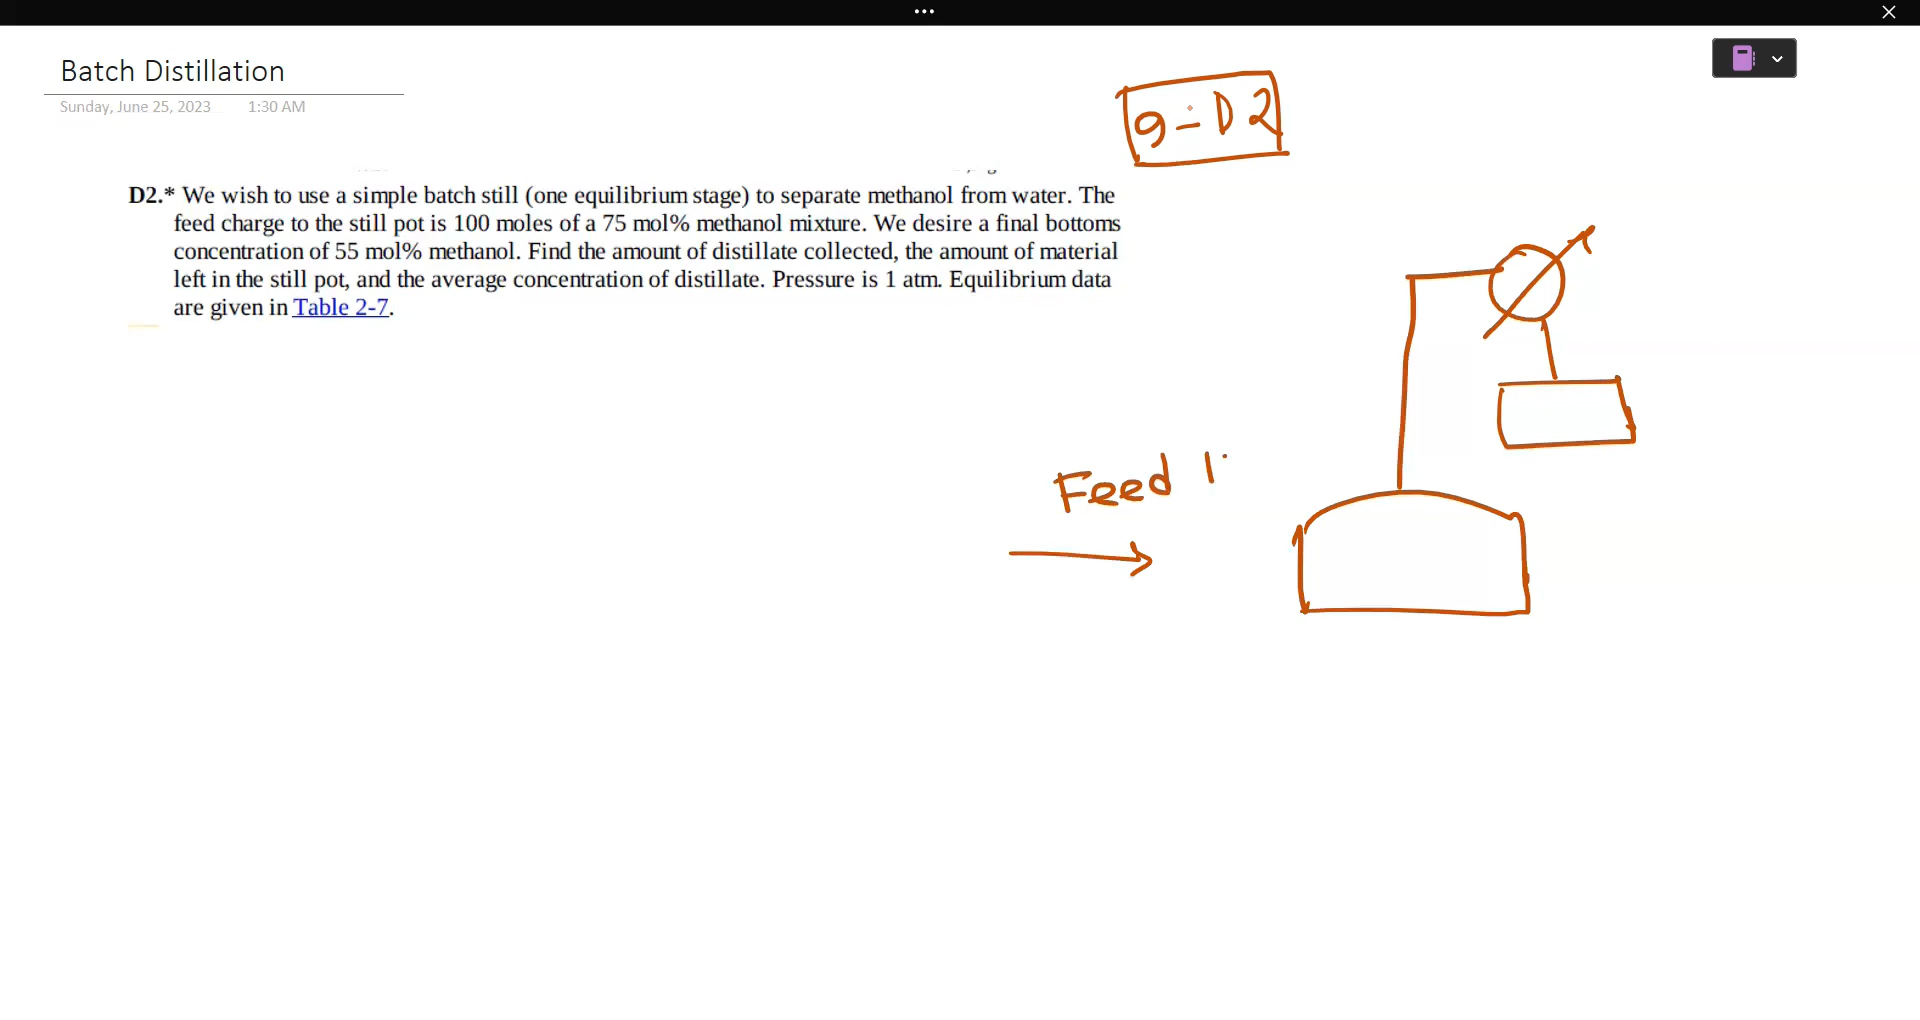 Batch Distillation
Sunday, June 25, 2023 1:30 AM
9-D2
D2.* We wish to use a simple batch still (one equilibrium stage) to separate methanol from water. The
feed charge to the still pot is 100 moles of a 75 mol% methanol mixture. We desire a final bottoms
concentration of 55 mol% methanol. Find the amount of distillate collected, the amount of material
left in the still pot, and the average concentration of distillate. Pressure is 1 atm. Equilibrium data
are given in Table 2-7.
Feed